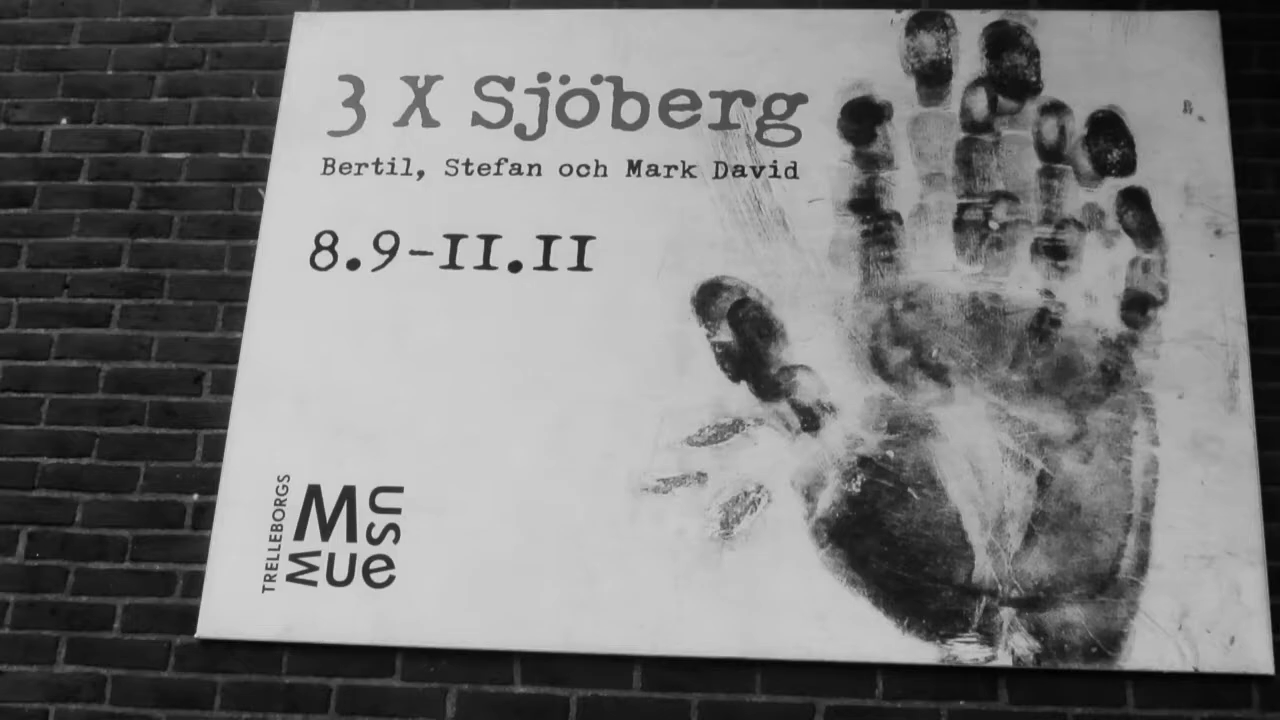 3 X Sjöberg
Bertil, Stefan och Mark David
8.9-11.11
TRELLEBORGS
Museum